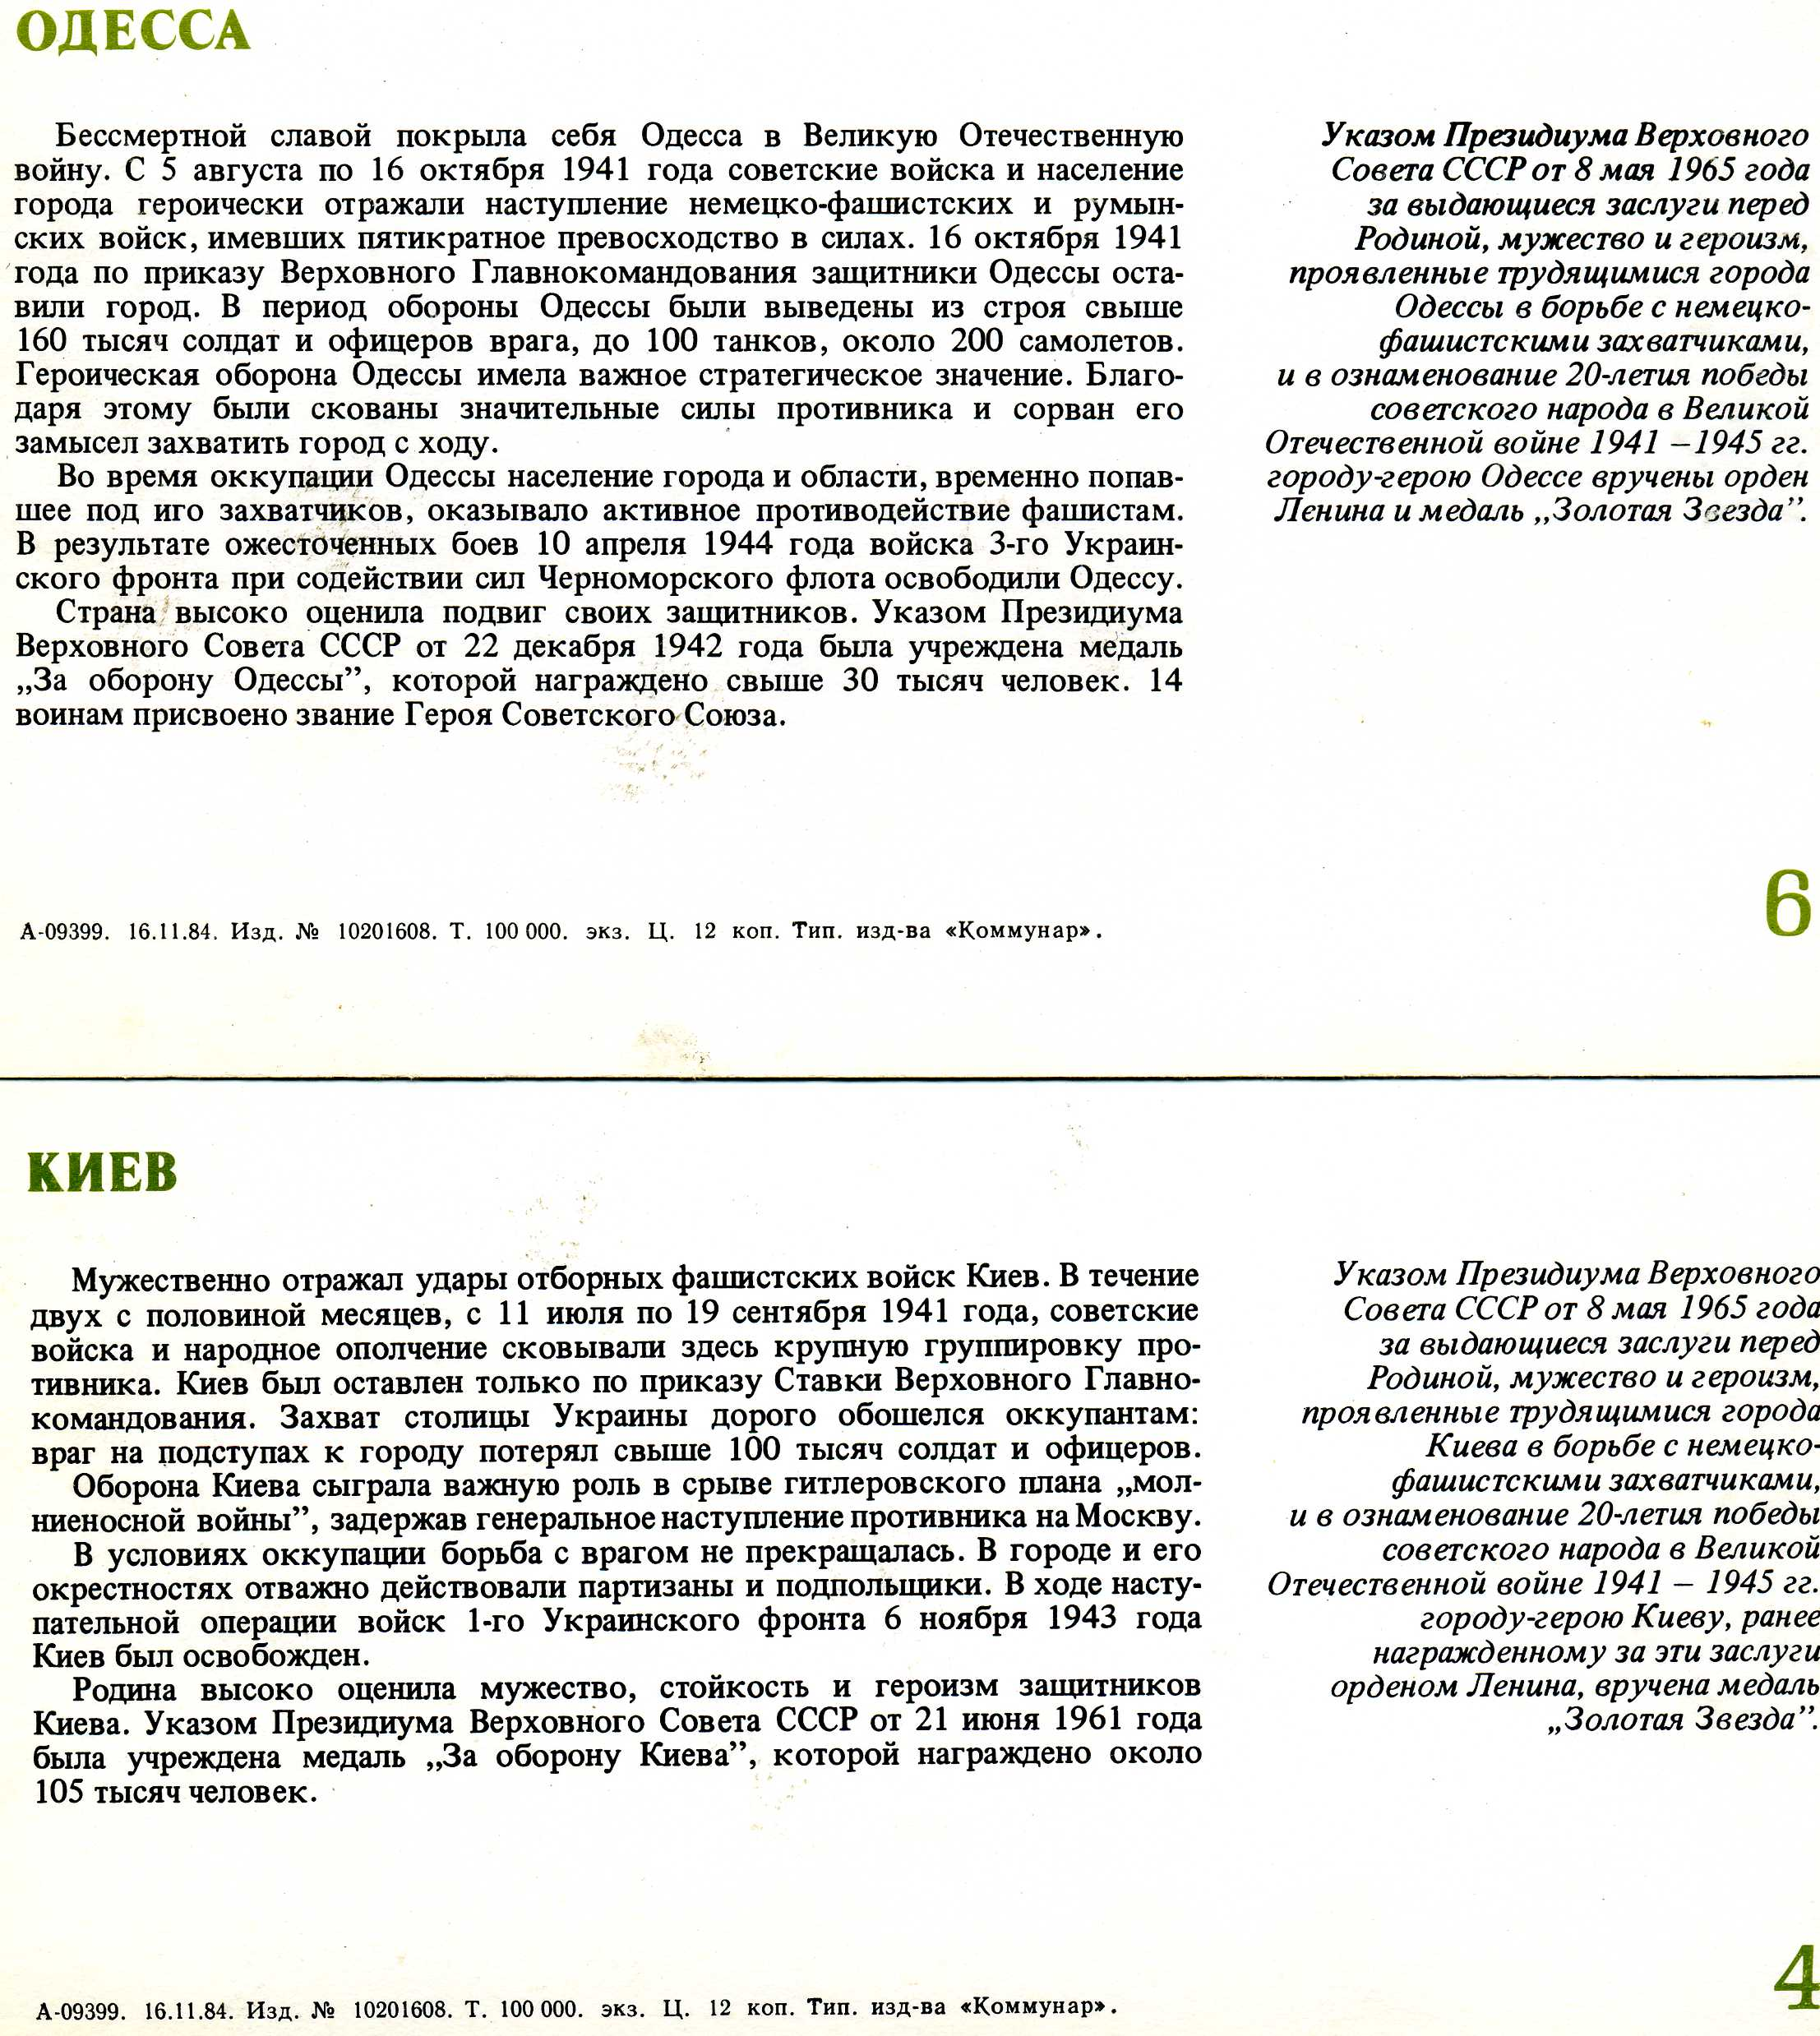 ОДЕССА
Бессмертной славой покрыла себя Одесса в Великую Отечественную
войну. С 5 августа по 16 октября 1941 года советские войска и население
города героически отражали наступление немецко-фашистских и румын-
ских войск, имевших пятикратное превосходство в силах. 16 октября 1941
года по приказу Верховного Главнокомандования защитники Одессы оста-
вили город. В период обороны Одессы были выведены из строя свыше
160 тысяч солдат и офицеров врага, до 100 танков, около 200 самолетов.
Героическая оборона Одессы имела важное стратегическое значение. Благо-
даря этому были скованы значительные силы противника и сорван его
замысел захватить город с ходу.
Во время оккупации Одессы население города и области, временно попав-
шее под иго захватчиков, оказывало активное противодействие фашистам.
В результате ожесточенных боев 10 апреля 1944 года войска 3-го Украин-
ского фронта при содействии сил Черноморского флота освободили Одессу.
Страна высоко оценила подвиг своих защитников. Указом Президиума
Верховного Совета СССР от 22 декабря 1942 года была учреждена медаль
„За оборону Одессы”, которой награждено свыше 30 тысяч человек. 14
воинам присвоено звание Героя Советского Союза.
Указом Президиума Верховного
Совета СССР от 8 мая 1965 года
за выдающиеся заслуги перед
Родиной, мужество и героизм,
проявленные трудящимися города
Одессы в борьбе с немецко-
фашистскими захватчиками,
и в ознаменование 20-летия победы
советского народа в Великой
Отечественной войне 1941 –1945 гг.
городу-герою Одессе вручены орден
Ленина и медаль „Золотая Звезда”.
6
А-09399. 16.11.84. Изд. № 10201608. Т. 100 000. экз. Ц. 12 коп. Тип. изд-ва «Коммунар».
КИЕВ
Мужественно отражал удары отборных фашистских войск Киев. В течение
двух с половиной месяцев, с 11 июля по 19 сентября 1941 года, советские
войска и народное ополчение сковывали здесь крупную группировку про-
тивника. Киев был оставлен только по приказу Ставки Верховного Главно-
командования. Захват столицы Украины дорого обошелся оккупантам:
враг на подступах к городу потерял свыше 100 тысяч солдат и офицеров.
Оборона Киева сыграла важную роль в срыве гитлеровского плана „мол-
ниеносной войны”, задержав генеральное наступление противника на Москву.
В условиях оккупации борьба с врагом не прекращалась. В городе и его
окрестностях отважно действовали партизаны и подпольщики. В ходе насту-
пательной операции войск 1-го Украинского фронта 6 ноября 1943 года
Киев был освобожден.
Родина высоко оценила мужество, стойкость и героизм защитников
Киева. Указом Президиума Верховного Совета СССР от 21 июня 1961 года
была учреждена медаль „За оборону Киева”, которой награждено около
105 тысяч человек.
Указом Президиума Верховного
Совета СССР от 8 мая 1965 года
за выдающиеся заслуги перед
Родиной, мужество и героизм,
проявленные трудящимися города
Киева в борьбе с немецко-
фашистскими захватчиками,
и в ознаменование 20-летия победы
советского народа в Великой
Отечественной войне 1941 – 1945 гг.
городу-герою Киеву, ранее
награжденному за эти заслуги
орденом Ленина, вручена медаль
„Золотая Звезда”.
4
А-09399. 16.11.84. Изд. № 10201608. Т. 100 000. экз. Ц. 12 коп. Тип. изд-ва «Коммунар».